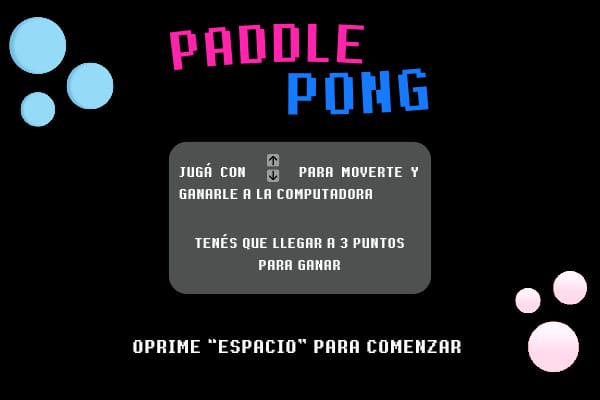 PADDLE
PONG
JUGÁ CON ↑ ↓ PARA MOVERTE Y
GANARLE A LA COMPUTADORA
TENÉS QUE LLEGAR A 3 PUNTOS
PARA GANAR
OPRIME “ESPACIO” PARA COMENZAR